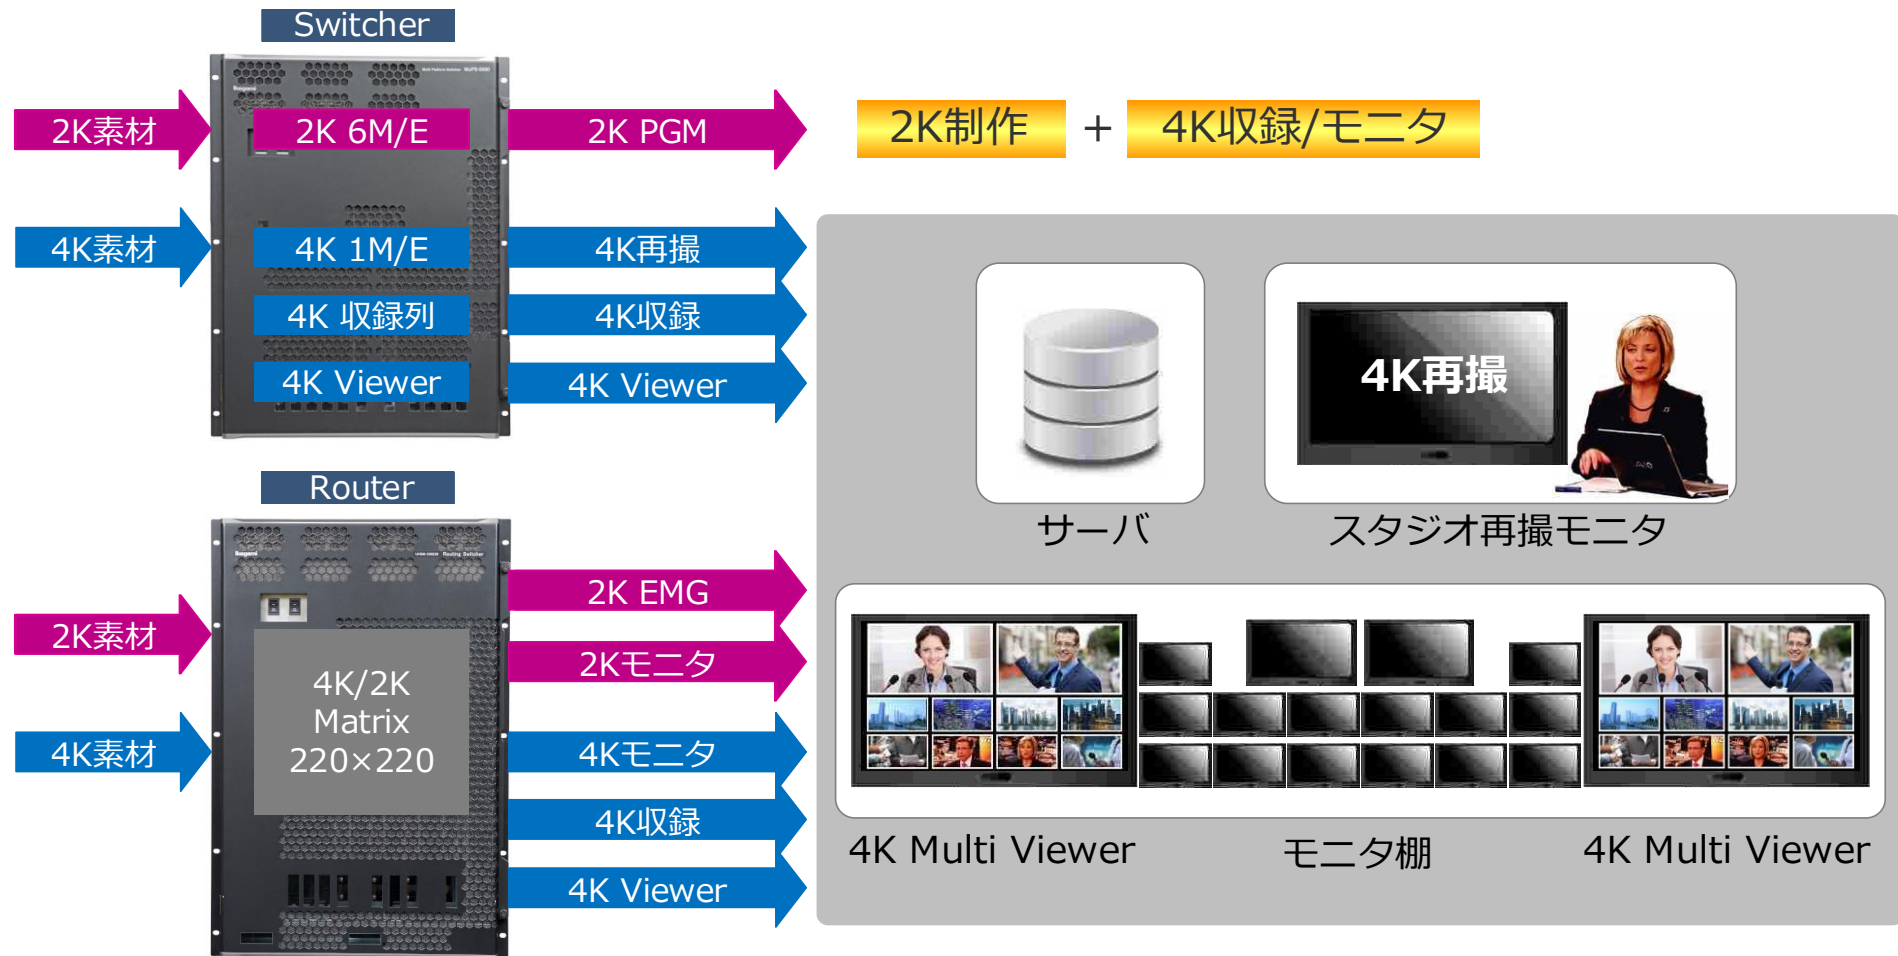 Switcher
Ikegami
2K素材
2K 6M/E
2K PGM
2K制作
+
4K収録/モニタ
4K素材
4K 1M/E
4K再撮
4K 収録列
4K収録
4K Viewer
4K Viewer
4K再撮
サーバ
スタジオ再撮モニタ
Router
Ikegami
Routing Switcher
2K素材
2K EMG
2Kモニタ
4K/2K
Matrix
220×220
4K素材
4Kモニタ
4K収録
4K Viewer
4K Multi Viewer
モニタ棚
4K Multi Viewer